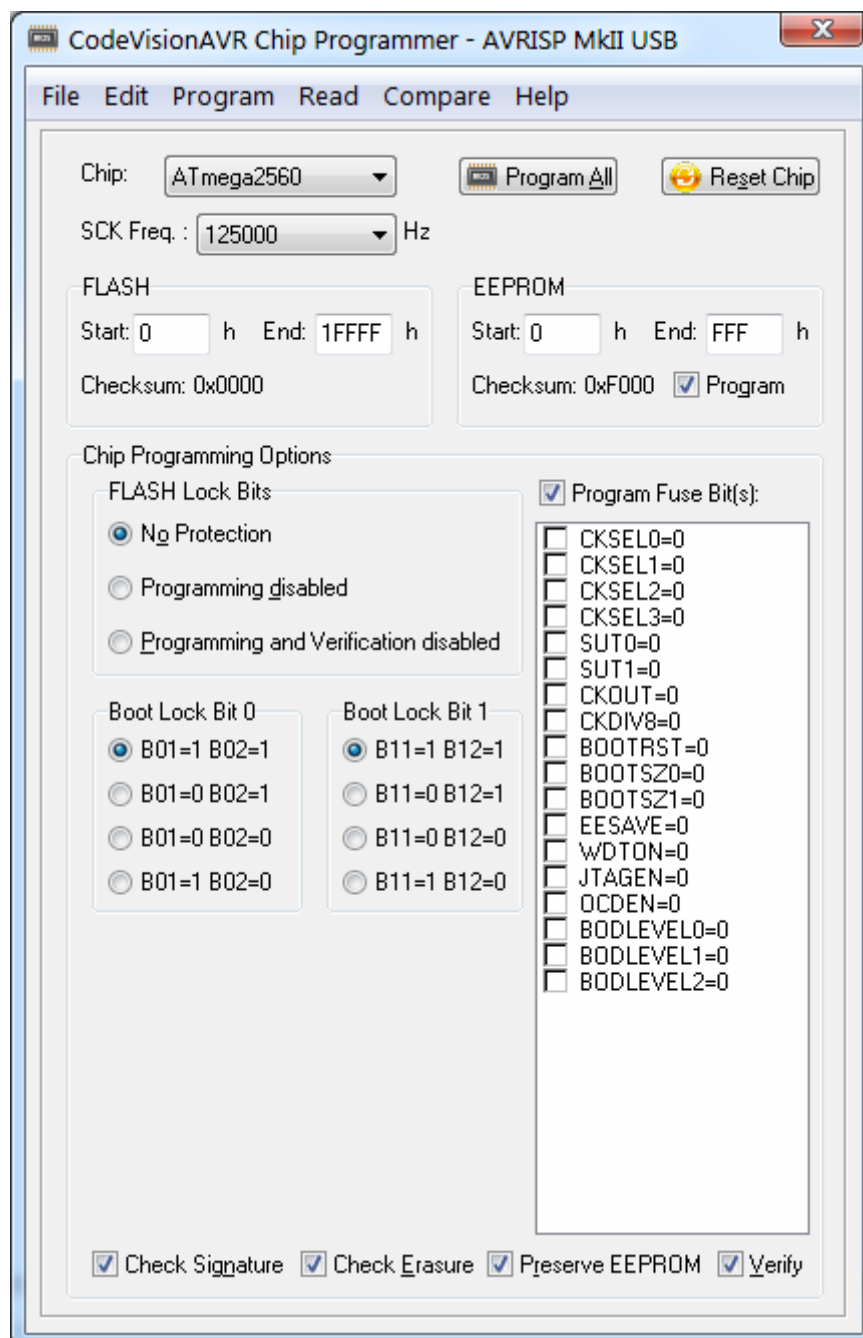 CodeVisionAVR Chip Programmer - AVRISP MkII USB
File Edit Program Read Compare Help
Chip: ATmega2560 Program All Reset Chip
SCK Freq. : 125000 Hz
FLASH
Start: 0 h End: 1FFFF h
Checksum: 0x0000
EEPROM
Start: 0 h End: FFF h
Checksum: 0xF000 Program
Chip Programming Options
FLASH Lock Bits
No Protection
Programming disabled
Programming and Verification disabled
Boot Lock Bit 0
B01=1 B02=1
B01=0 B02=1
B01=0 B02=0
B01=1 B02=0
Boot Lock Bit 1
B11=1 B12=1
B11=0 B12=1
B11=0 B12=0
B11=1 B12=0
Program Fuse Bit(s):
CKSEL0=0
CKSEL1=0
CKSEL2=0
CKSEL3=0
SUT0=0
SUT1=0
CKOUT=0
CKDIV8=0
BOOTRST=0
BOOTSZ0=0
BOOTSZ1=0
EESAVE=0
WDTON=0
JTAGEN=0
OCDEN=0
BODLEVEL0=0
BODLEVEL1=0
BODLEVEL2=0
Check Signature Check Erasure Preserve EEPROM Verify